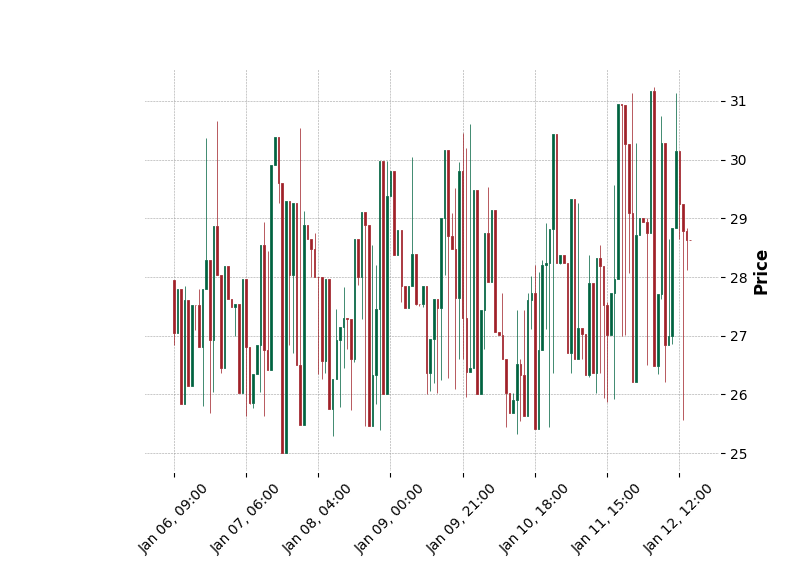 31
30
29
28
27
26
25
Price
Jan 06, 09:00
Jan 07, 06:00
Jan 08, 04:00
Jan 09, 00:00
Jan 09, 21:00
Jan 10, 18:00
Jan 11, 15:00
Jan 12, 12:00